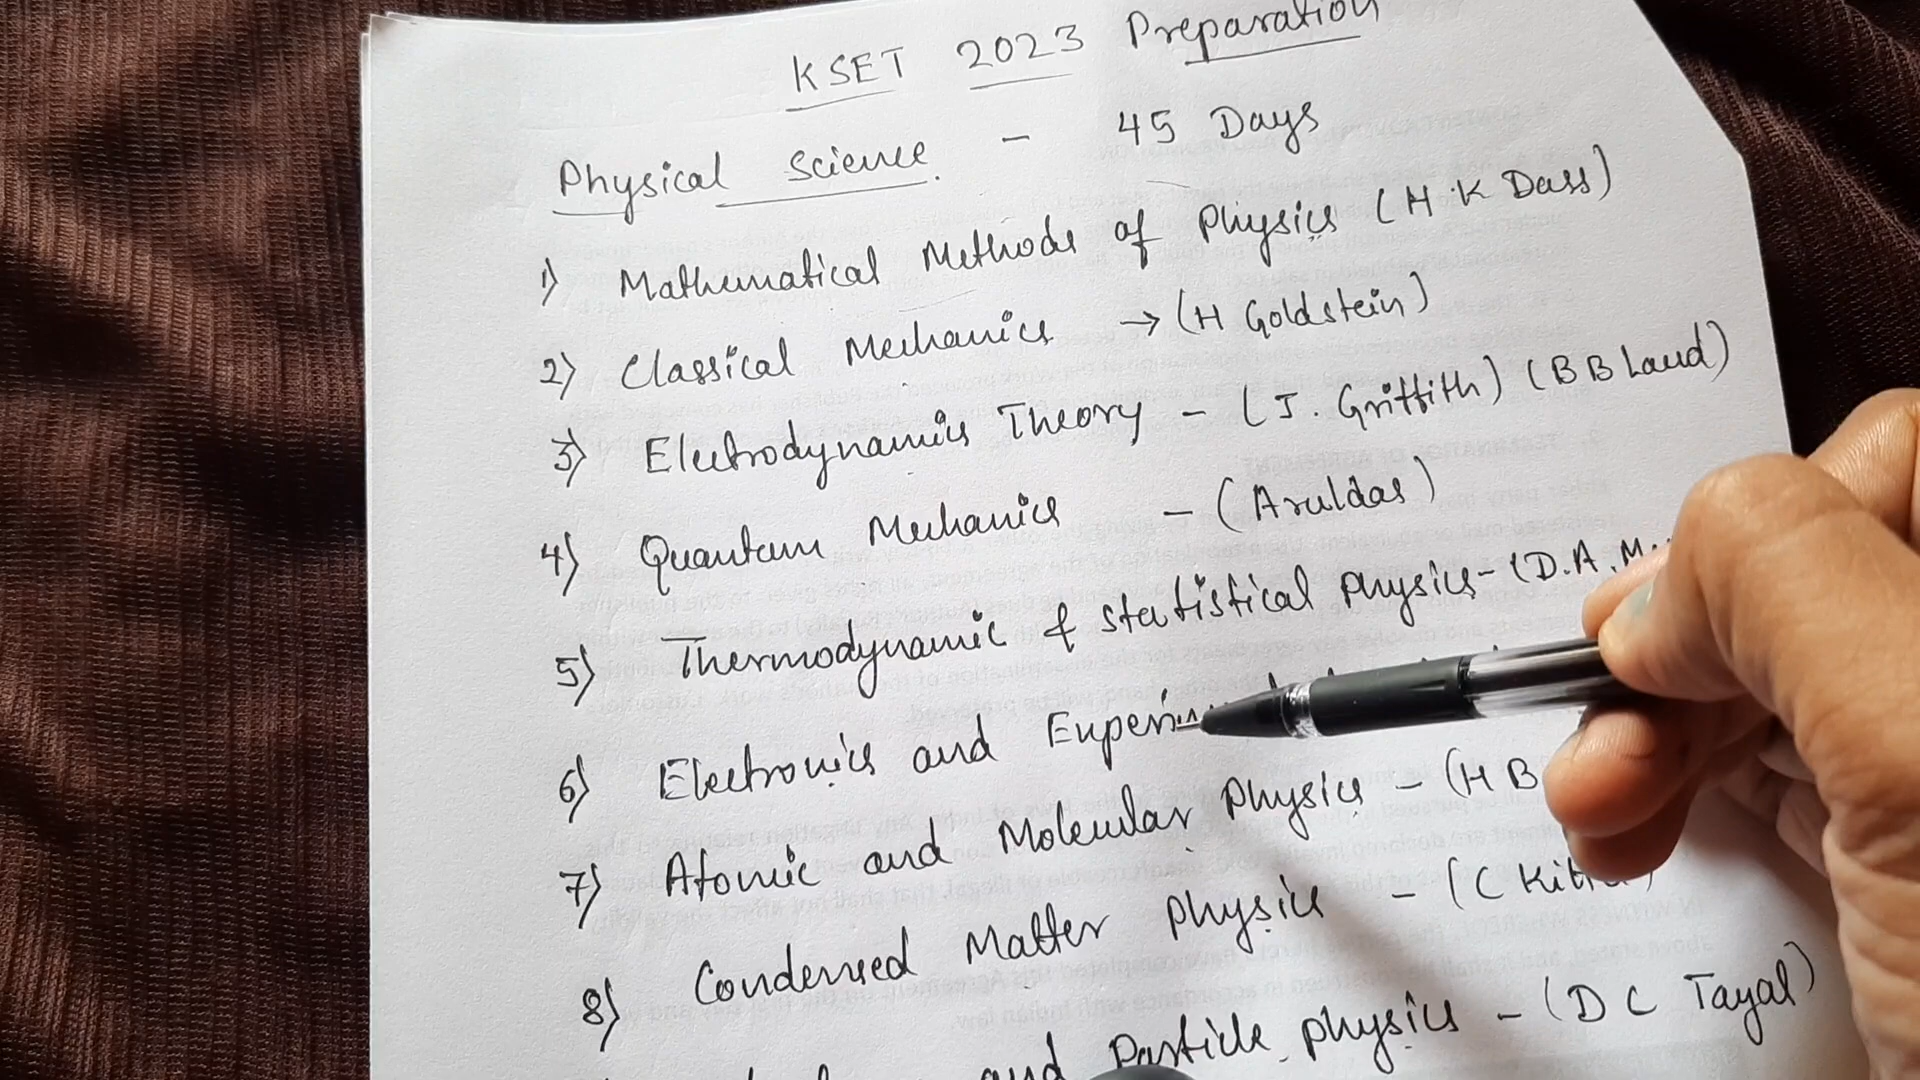 KSET 2023 Preparation
Physical Science. - 45 Days
1) Mathematical Methods of Physics (H.K Dass)
2) Classical Mechanics → (H Goldstein)
3) Electrodynamics Theory - (J. Griffith) (B B Laud)
4) Quantum Mechanics - (Aruldas)
5) Thermodynamic & statistical physics - (D.A.M
6) Electronics and
7) Atomic and Molecular physics - (H B
8) Condensed Matter physics - (C
and Particle physics - (D C Tayal)